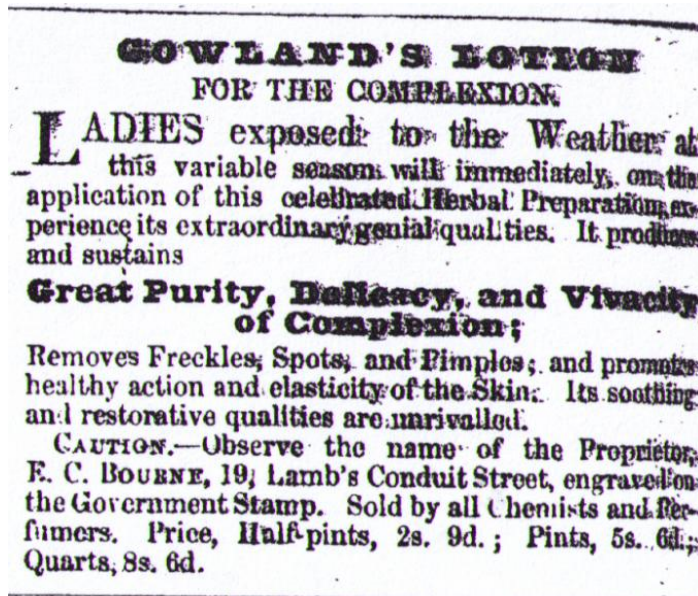 GOWLAND'S LOTION
FOR THE COMPLEXION.
LADIES exposed to the Weather at
this variable season will immediately, on the
application of this celebrated Herbal Preparation, ex-
perience its extraordinary genial qualities. It produces
and sustains
Great Purity, Delicacy, and Vivacity
of Complexion;
Removes Freckles, Spots, and Pimples; and promotes
healthy action and elasticity of the Skin. Its soothing
and restorative qualities are unrivalled.
CAUTION.—Observe the name of the Proprietor,
E. C. BOURNE, 19, Lamb's Conduit Street, engraved on
the Government Stamp. Sold by all Chemists and Per-
fumers. Price, Half-pints, 2s. 9d.; Pints, 5s. 6d.;
Quarts, 8s. 6d.